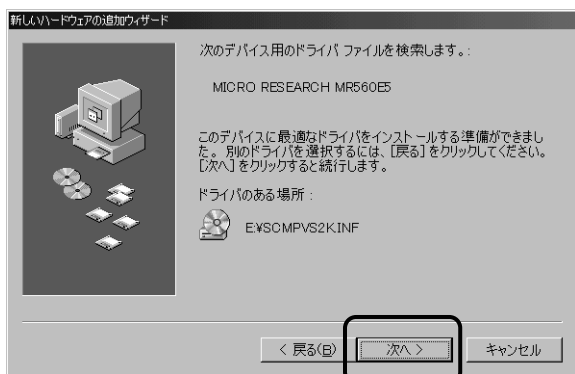 新しいハードウェアの追加ウィザード
次のデバイス用のドライバ ファイルを検索します。:
MICRO RESEARCH MR560E5
このデバイスに最適なドライバをインストールする準備ができまし
た。 別のドライバを選択するには、[戻る] をクリックしてください。
[次へ] をクリックすると続行します。
ドライバのある場所 :
E:¥SCMPVS2K.INF
< 戻る(B)
次へ >
キャンセル